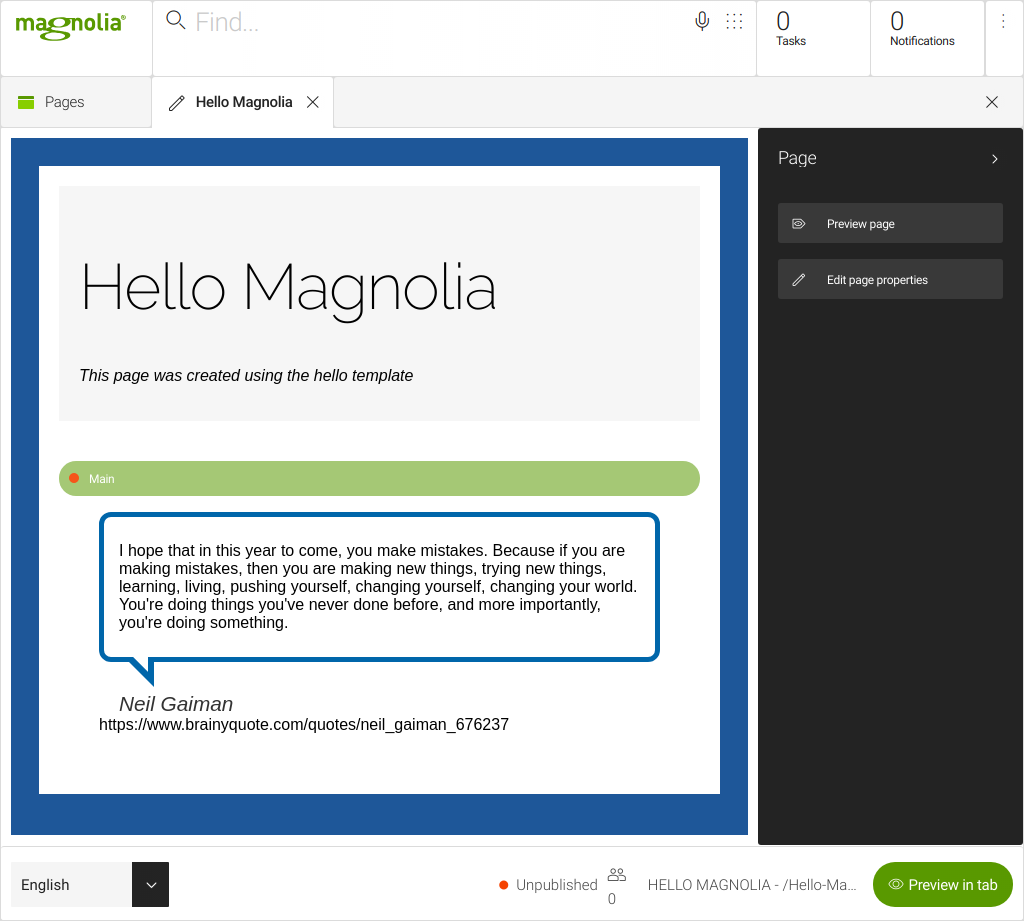 magnolia®
Find...
0
Tasks
0
Notifications
Pages
Hello Magnolia
Page
Preview page
Edit page properties
Hello Magnolia
This page was created using the hello template
Main
I hope that in this year to come, you make mistakes. Because if you are
making mistakes, then you are making new things, trying new things,
learning, living, pushing yourself, changing yourself, changing your world.
You're doing things you've never done before, and more importantly,
you're doing something.
Neil Gaiman
https://www.brainyquote.com/quotes/neil_gaiman_676237
English
Unpublished
0
HELLO MAGNOLIA - /Hello-Ma...
Preview in tab